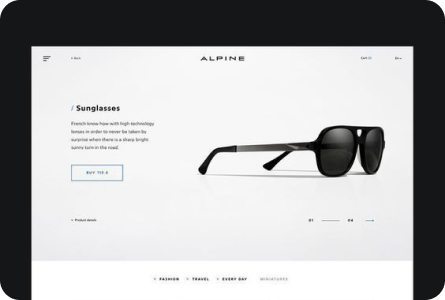 < Back
ALPINE
Cart
En
/ Sunglasses
French know how with high technology
lenses in order to never be taken by
surprise when there is a sharp bright
sunny turn in the road.
BUY 115 £
+ Product details
01
04
FASHION
TRAVEL
EVERY DAY
MINIATURES